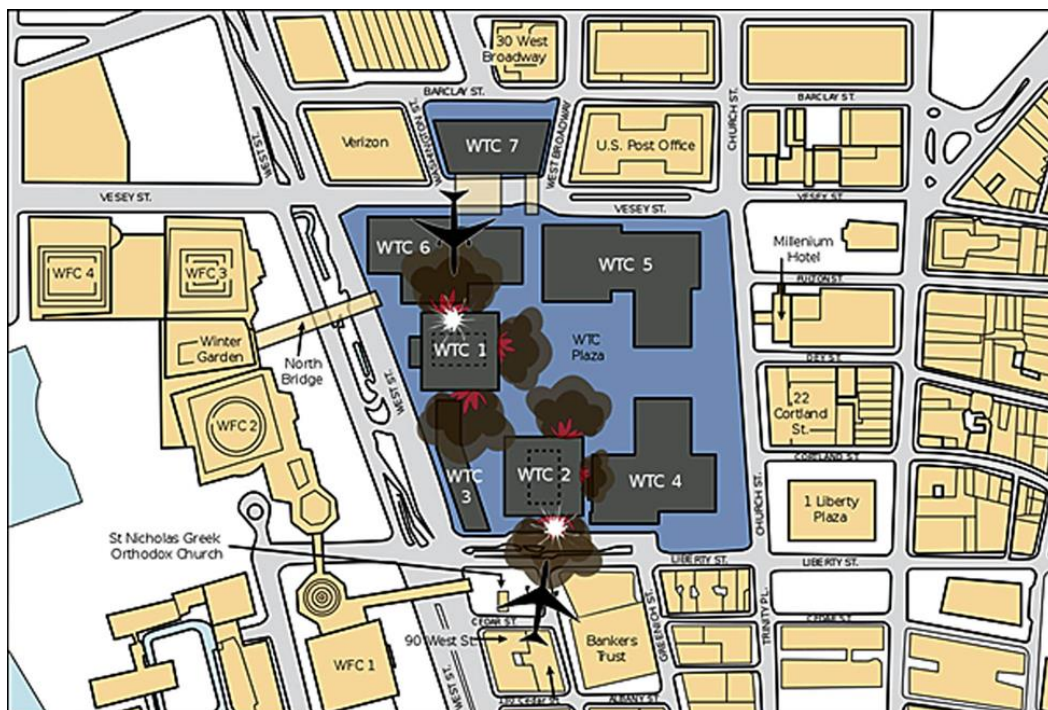 30 West
Broadway
BARCLAY ST.
BARCLAY ST.
WEST ST.
Verizon
WASHINGTON ST.
WTC 7
WEST BROADWAY
U.S. Post Office
CHURCH ST.
VESEY ST.
VESEY ST.
VESEY ST.
WFC 4
WFC 3
WTC 6
WTC 5
Millenium
Hotel
FULTON ST.
Winter
Garden
North
Bridge
WTC 1
WTC
Plaza
DEY ST.
WEST ST.
WFC 2
22
Cortland
St.
WTC
3
WTC 2
WTC 4
CHURCH ST.
1 Liberty
Plaza
St Nicholas Greek
Orthodox Church
LIBERTY ST.
LIBERTY ST.
CEDAR ST.
CEDAR ST.
90 West St.
WFC 1
WEST ST.
Bankers
Trust
GREENWICH ST.
TRINITY PL.
ALBANY ST.